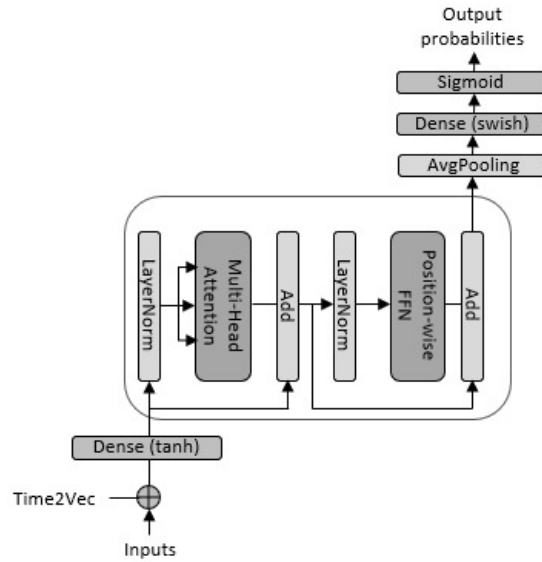 Output
probabilities
Sigmoid
Dense (swish)
AvgPooling
LayerNorm
Multi-Head
Attention
Add
LayerNorm
Position-wise
FFN
Add
Dense (tanh)
Time2Vec
Inputs